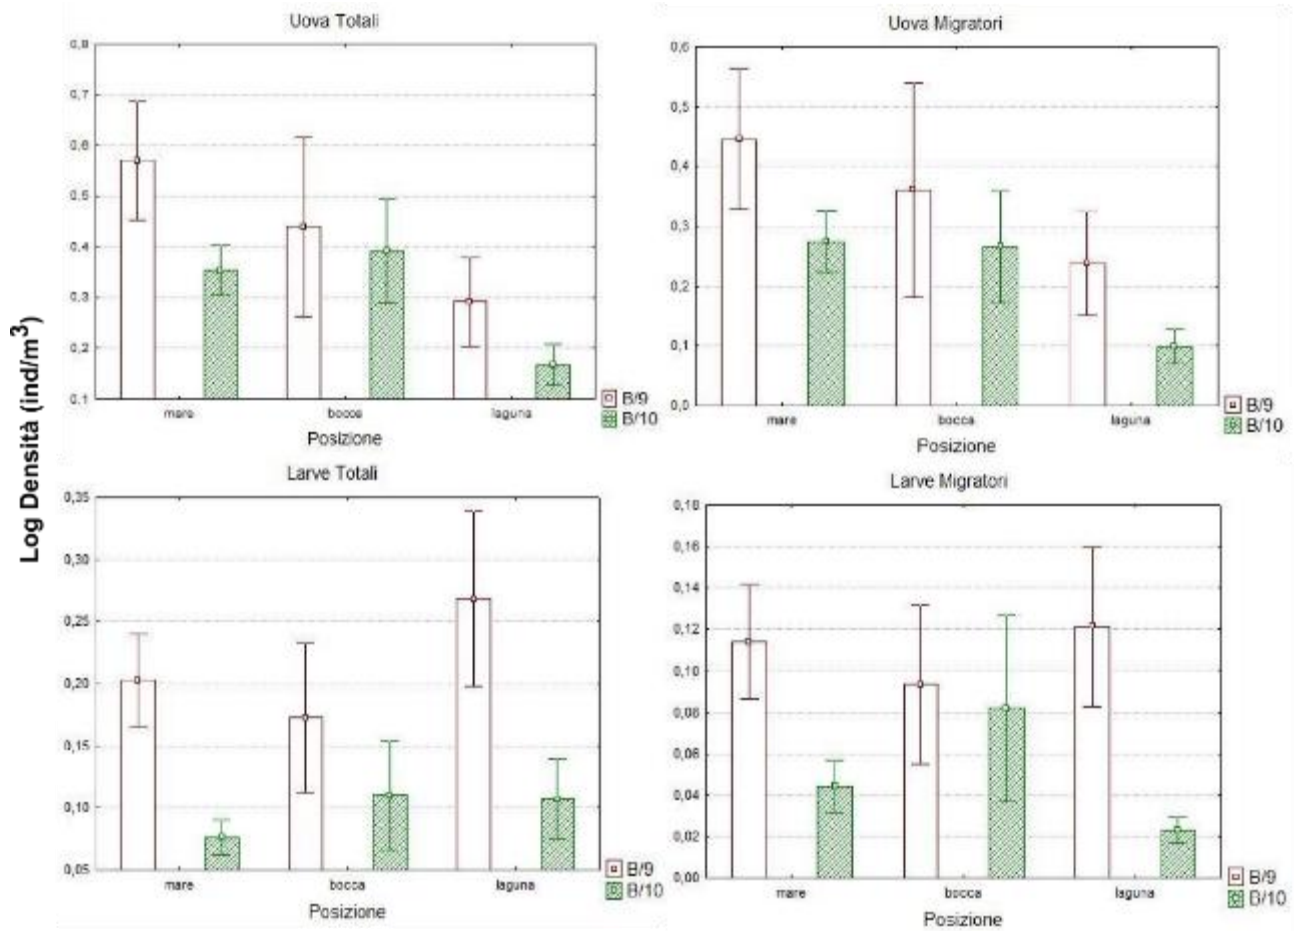 Log Densità (ind/m³)
Uova Totali
0,8
0,7
0,6
0,5
0,4
0,3
0,2
0,1
mare bocca laguna
Posizione
B/9
B/10
Uova Migratori
0,6
0,5
0,4
0,3
0,2
0,1
0,0
mare bocca laguna
Posizione
B/9
B/10
Larve Totali
0,35
0,30
0,25
0,20
0,15
0,10
0,05
mare bocca laguna
Posizione
B/9
B/10
Larve Migratori
0,18
0,16
0,14
0,12
0,10
0,08
0,06
0,04
0,02
0,00
mare bocca laguna
Posizione
B/9
B/10